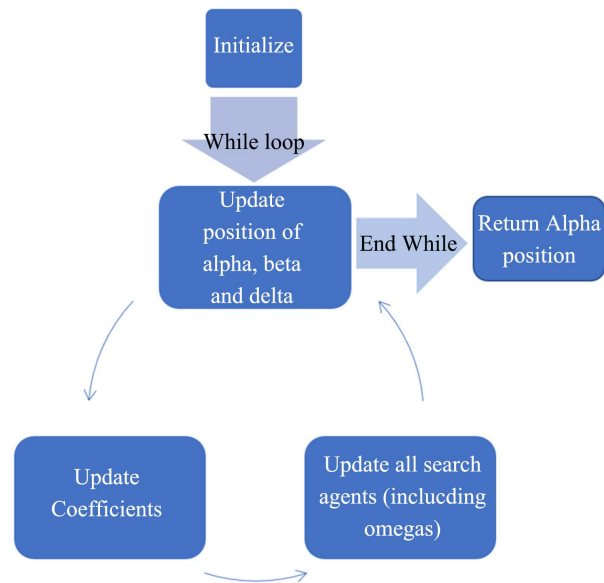 Initialize
While loop
Update
position of
alpha, beta
and delta
End While
Return Alpha
position
Update
Coefficients
Update all search
agents (inclucding
omegas)